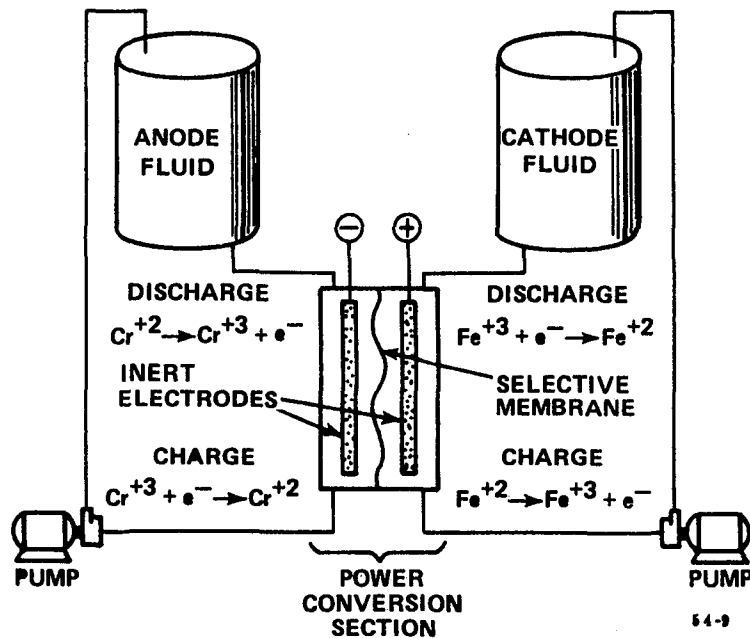 ANODE
FLUID
CATHODE
FLUID
−
+
DISCHARGE
Cr+2→Cr+3 + e−
DISCHARGE
Fe+3 + e−→Fe+2
INERT
ELECTRODES
SELECTIVE
MEMBRANE
CHARGE
Cr+3 + e−→Cr+2
CHARGE
Fe+2→Fe+3 + e−
PUMP
POWER
CONVERSION
SECTION
PUMP
54-9